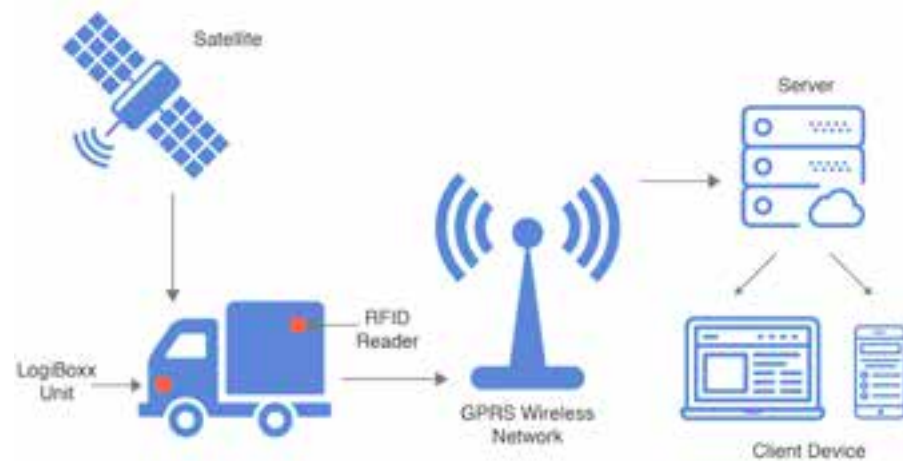 Satellite
Server
RFID
Reader
LogiBoxx
Unit
GPRS Wireless
Network
Client Device